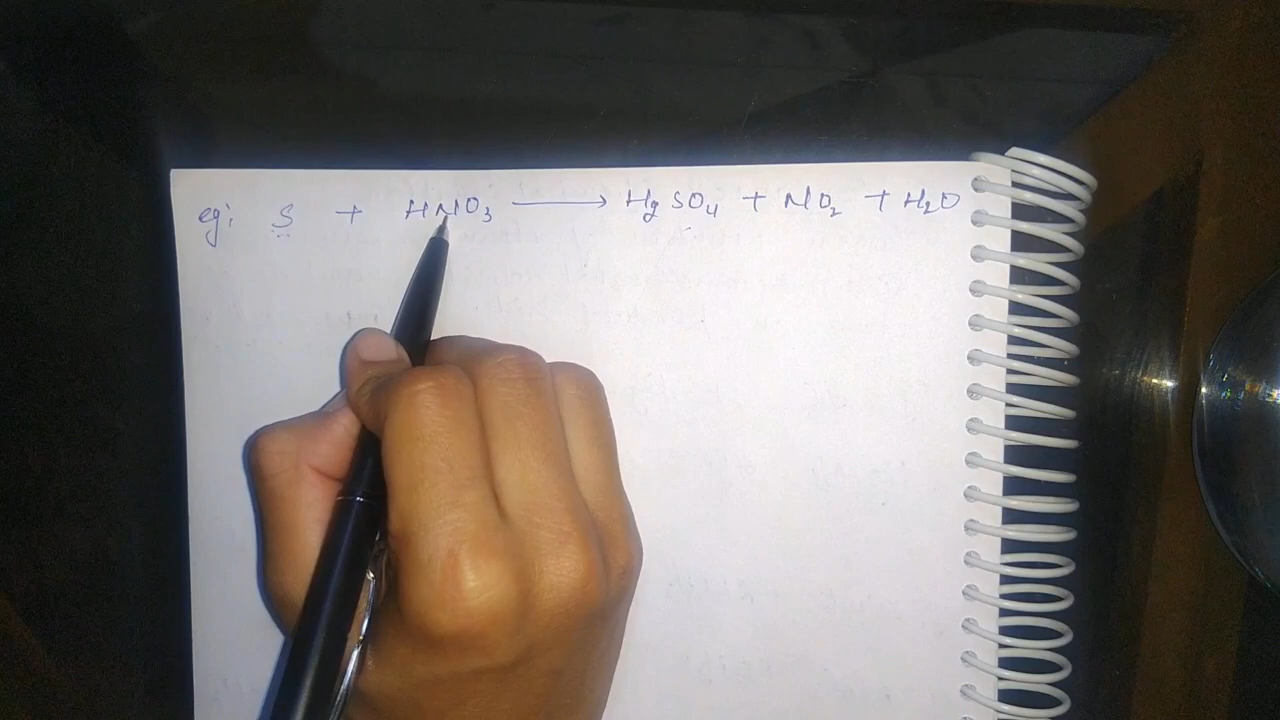 eg: S + HNO₃ ⟶ H₂SO₄ + NO₂ + H₂O